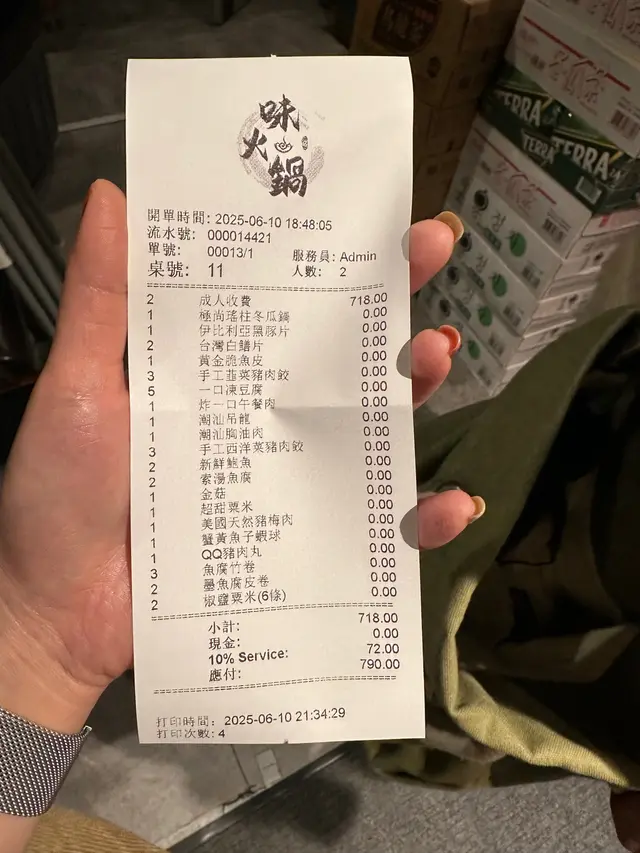 味
火
鍋
開單時間: 2025-06-10 18:48:05
流水號: 000014421
單號: 00013/1 服務員: Admin
桌號: 11 人數: 2
2 成人收費 718.00
1 極尚瑤柱冬瓜鍋 0.00
1 伊比利亞黑豚片 0.00
2 台灣白鱔片 0.00
1 黃金脆魚皮 0.00
3 手工韮菜豬肉餃 0.00
5 一口凍豆腐 0.00
1 炸一口午餐肉 0.00
1 潮汕吊龍 0.00
1 潮汕胸油肉 0.00
3 手工西洋菜豬肉餃 0.00
2 新鮮鮑魚 0.00
2 索湯魚腐 0.00
1 金菇 0.00
1 超甜粟米 0.00
1 美國天然豬梅肉 0.00
1 蟹黃魚子蝦球 0.00
1 QQ豬肉丸 0.00
3 魚腐竹卷 0.00
2 墨魚腐皮卷 0.00
2 椒鹽粟米(6條) 0.00
小計: 718.00
現金: 0.00
10% Service: 72.00
應付: 790.00
打印時間: 2025-06-10 21:34:29
打印次數: 4
TERRA
TERRA
TERRA